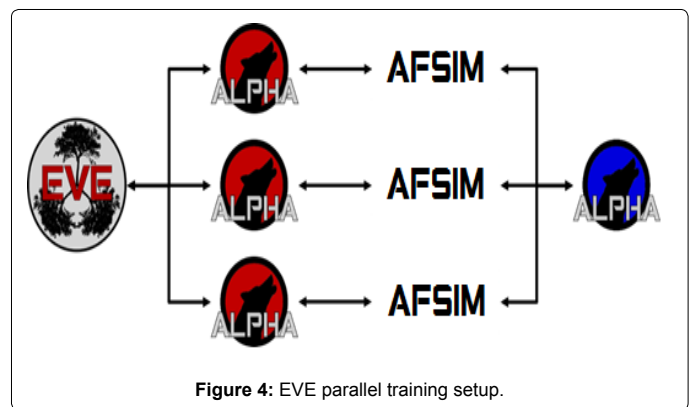 ALPHA AFSIM
EVE ALPHA AFSIM ALPHA
ALPHA AFSIM
Figure 4: EVE parallel training setup.